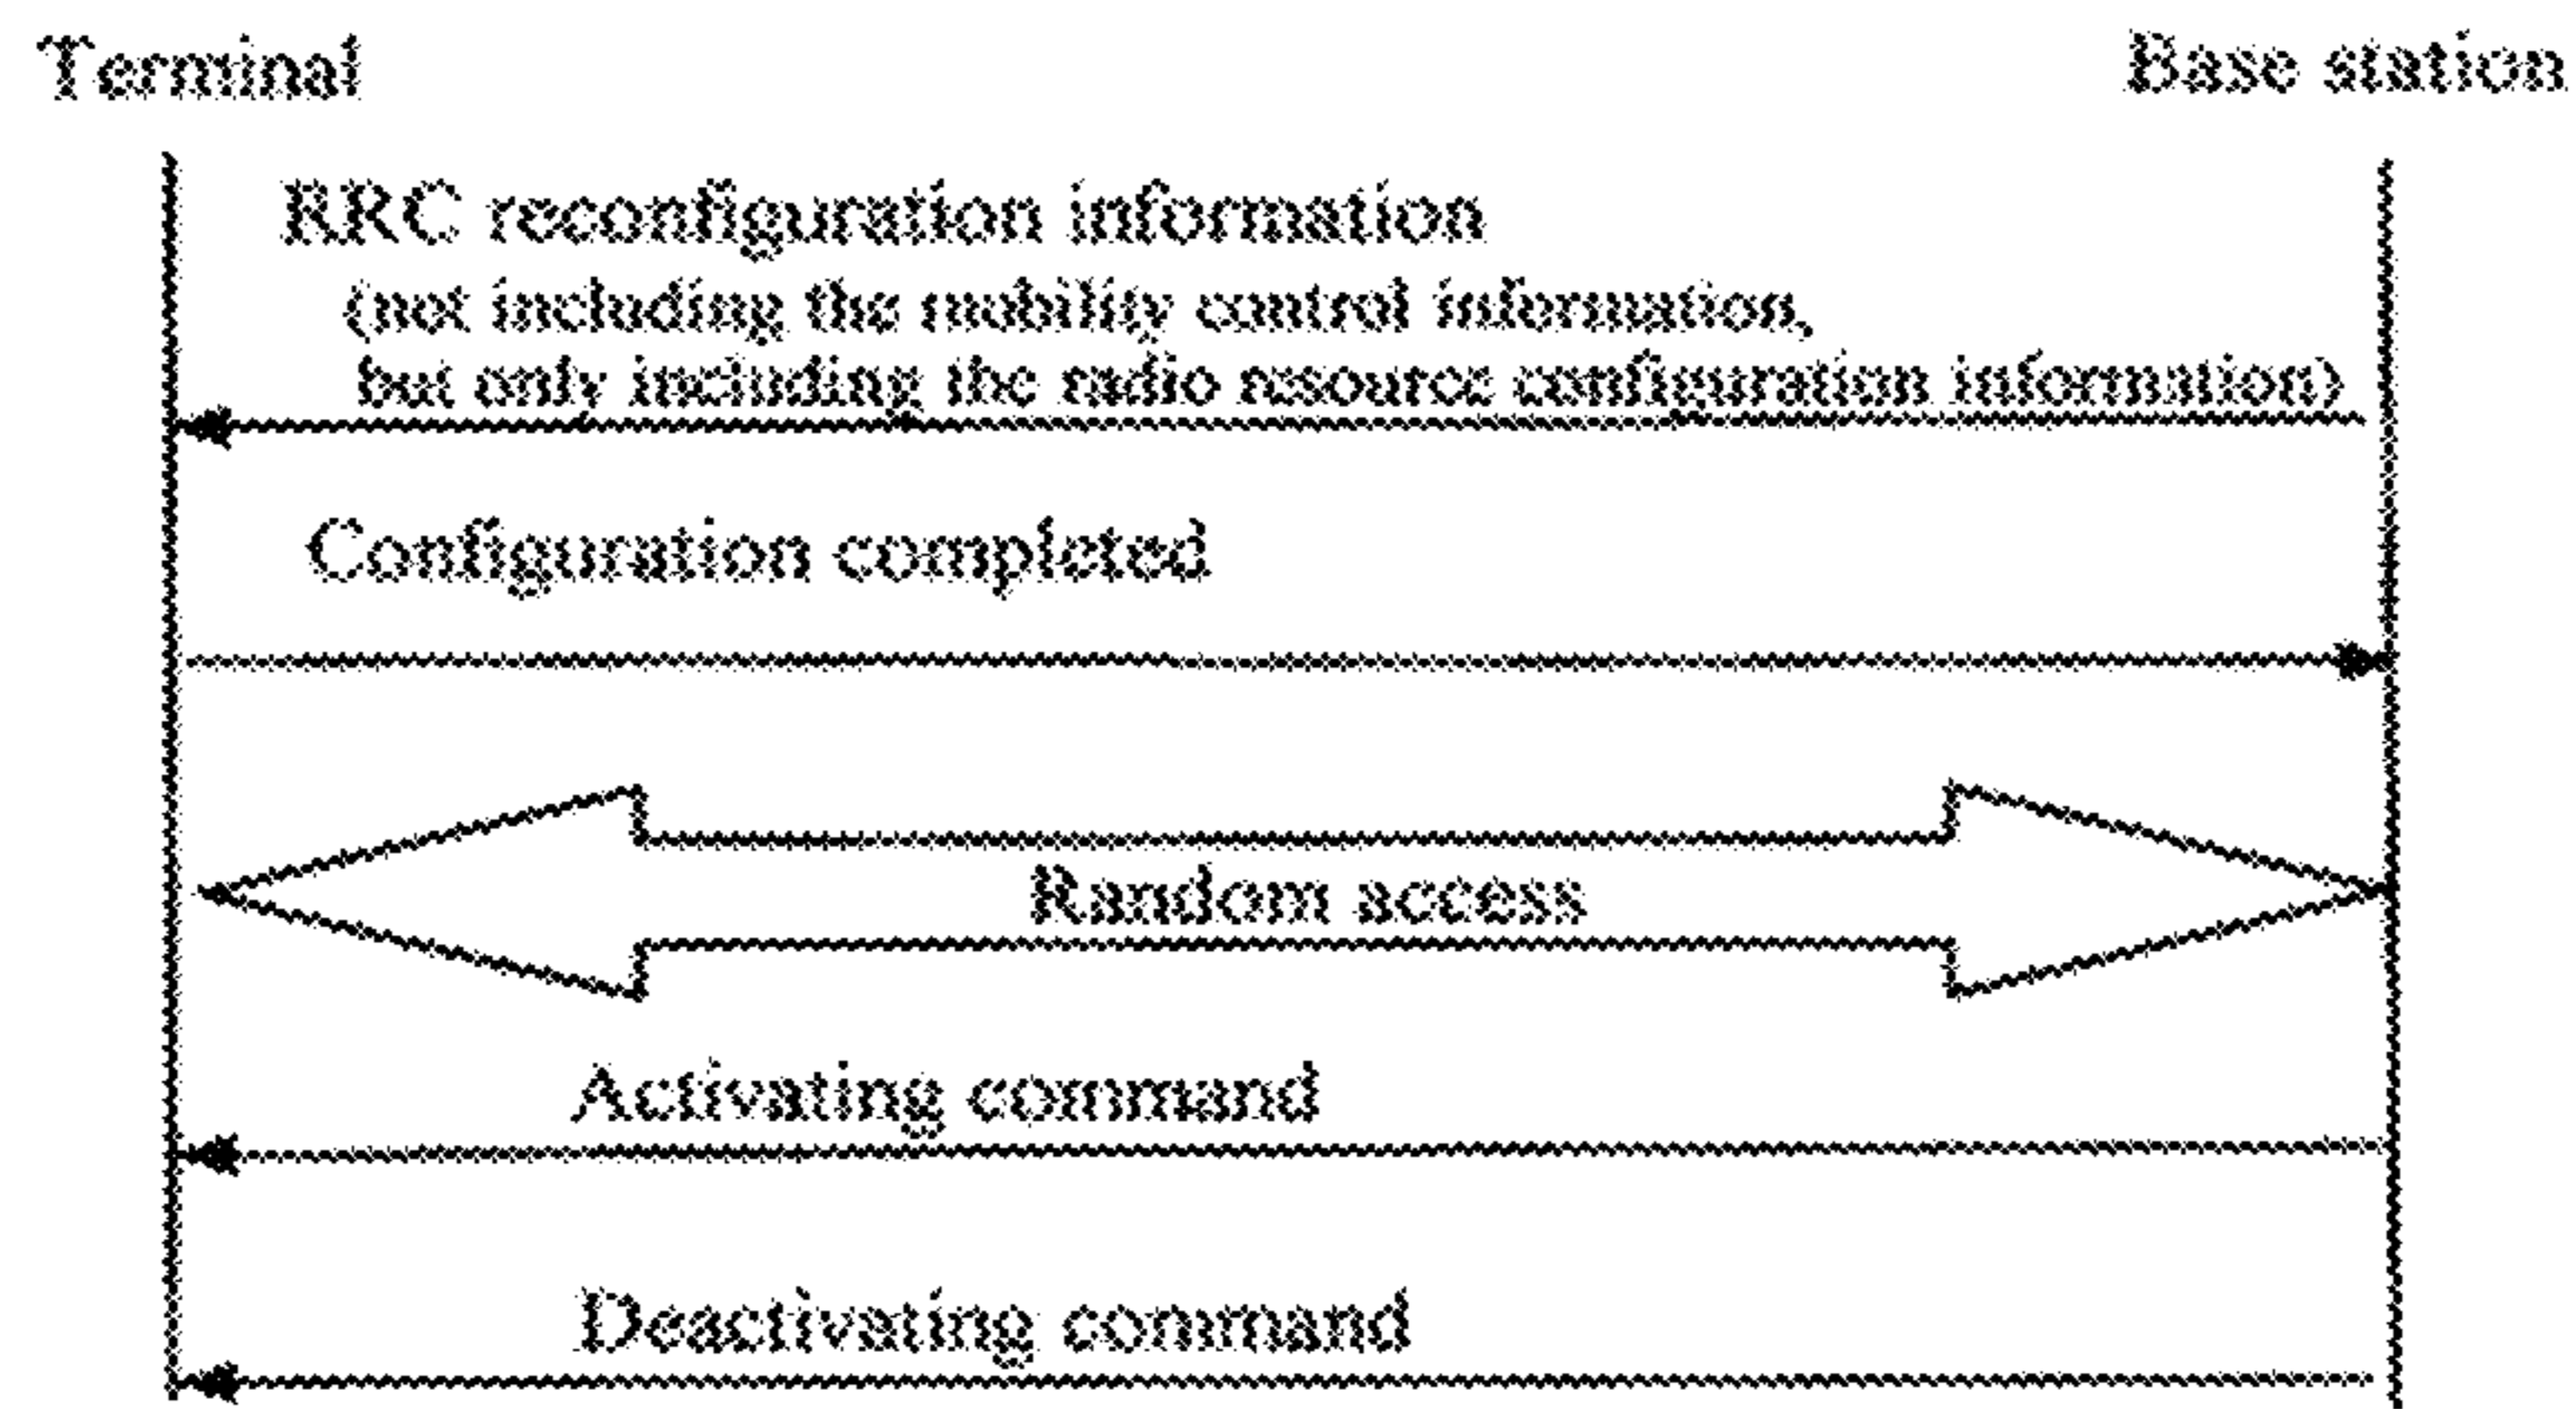 Terminal
Base station
RRC reconfiguration information
(not including the mobility control information,
but only including the radio resource configuration information)
Configuration completed
Random access
Activating command
Deactivating command